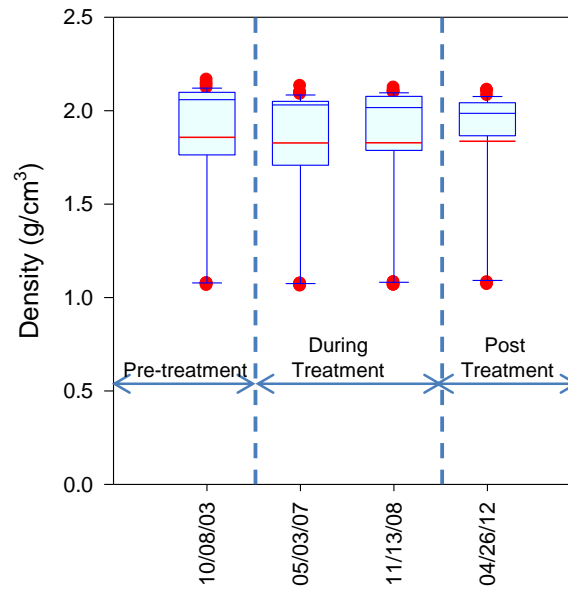 2.5
2.0
1.5
1.0
0.5
0.0
Density (g/cm³)
Pre-treatment
During
Treatment
Post
Treatment
10/08/03
05/03/07
11/13/08
04/26/12